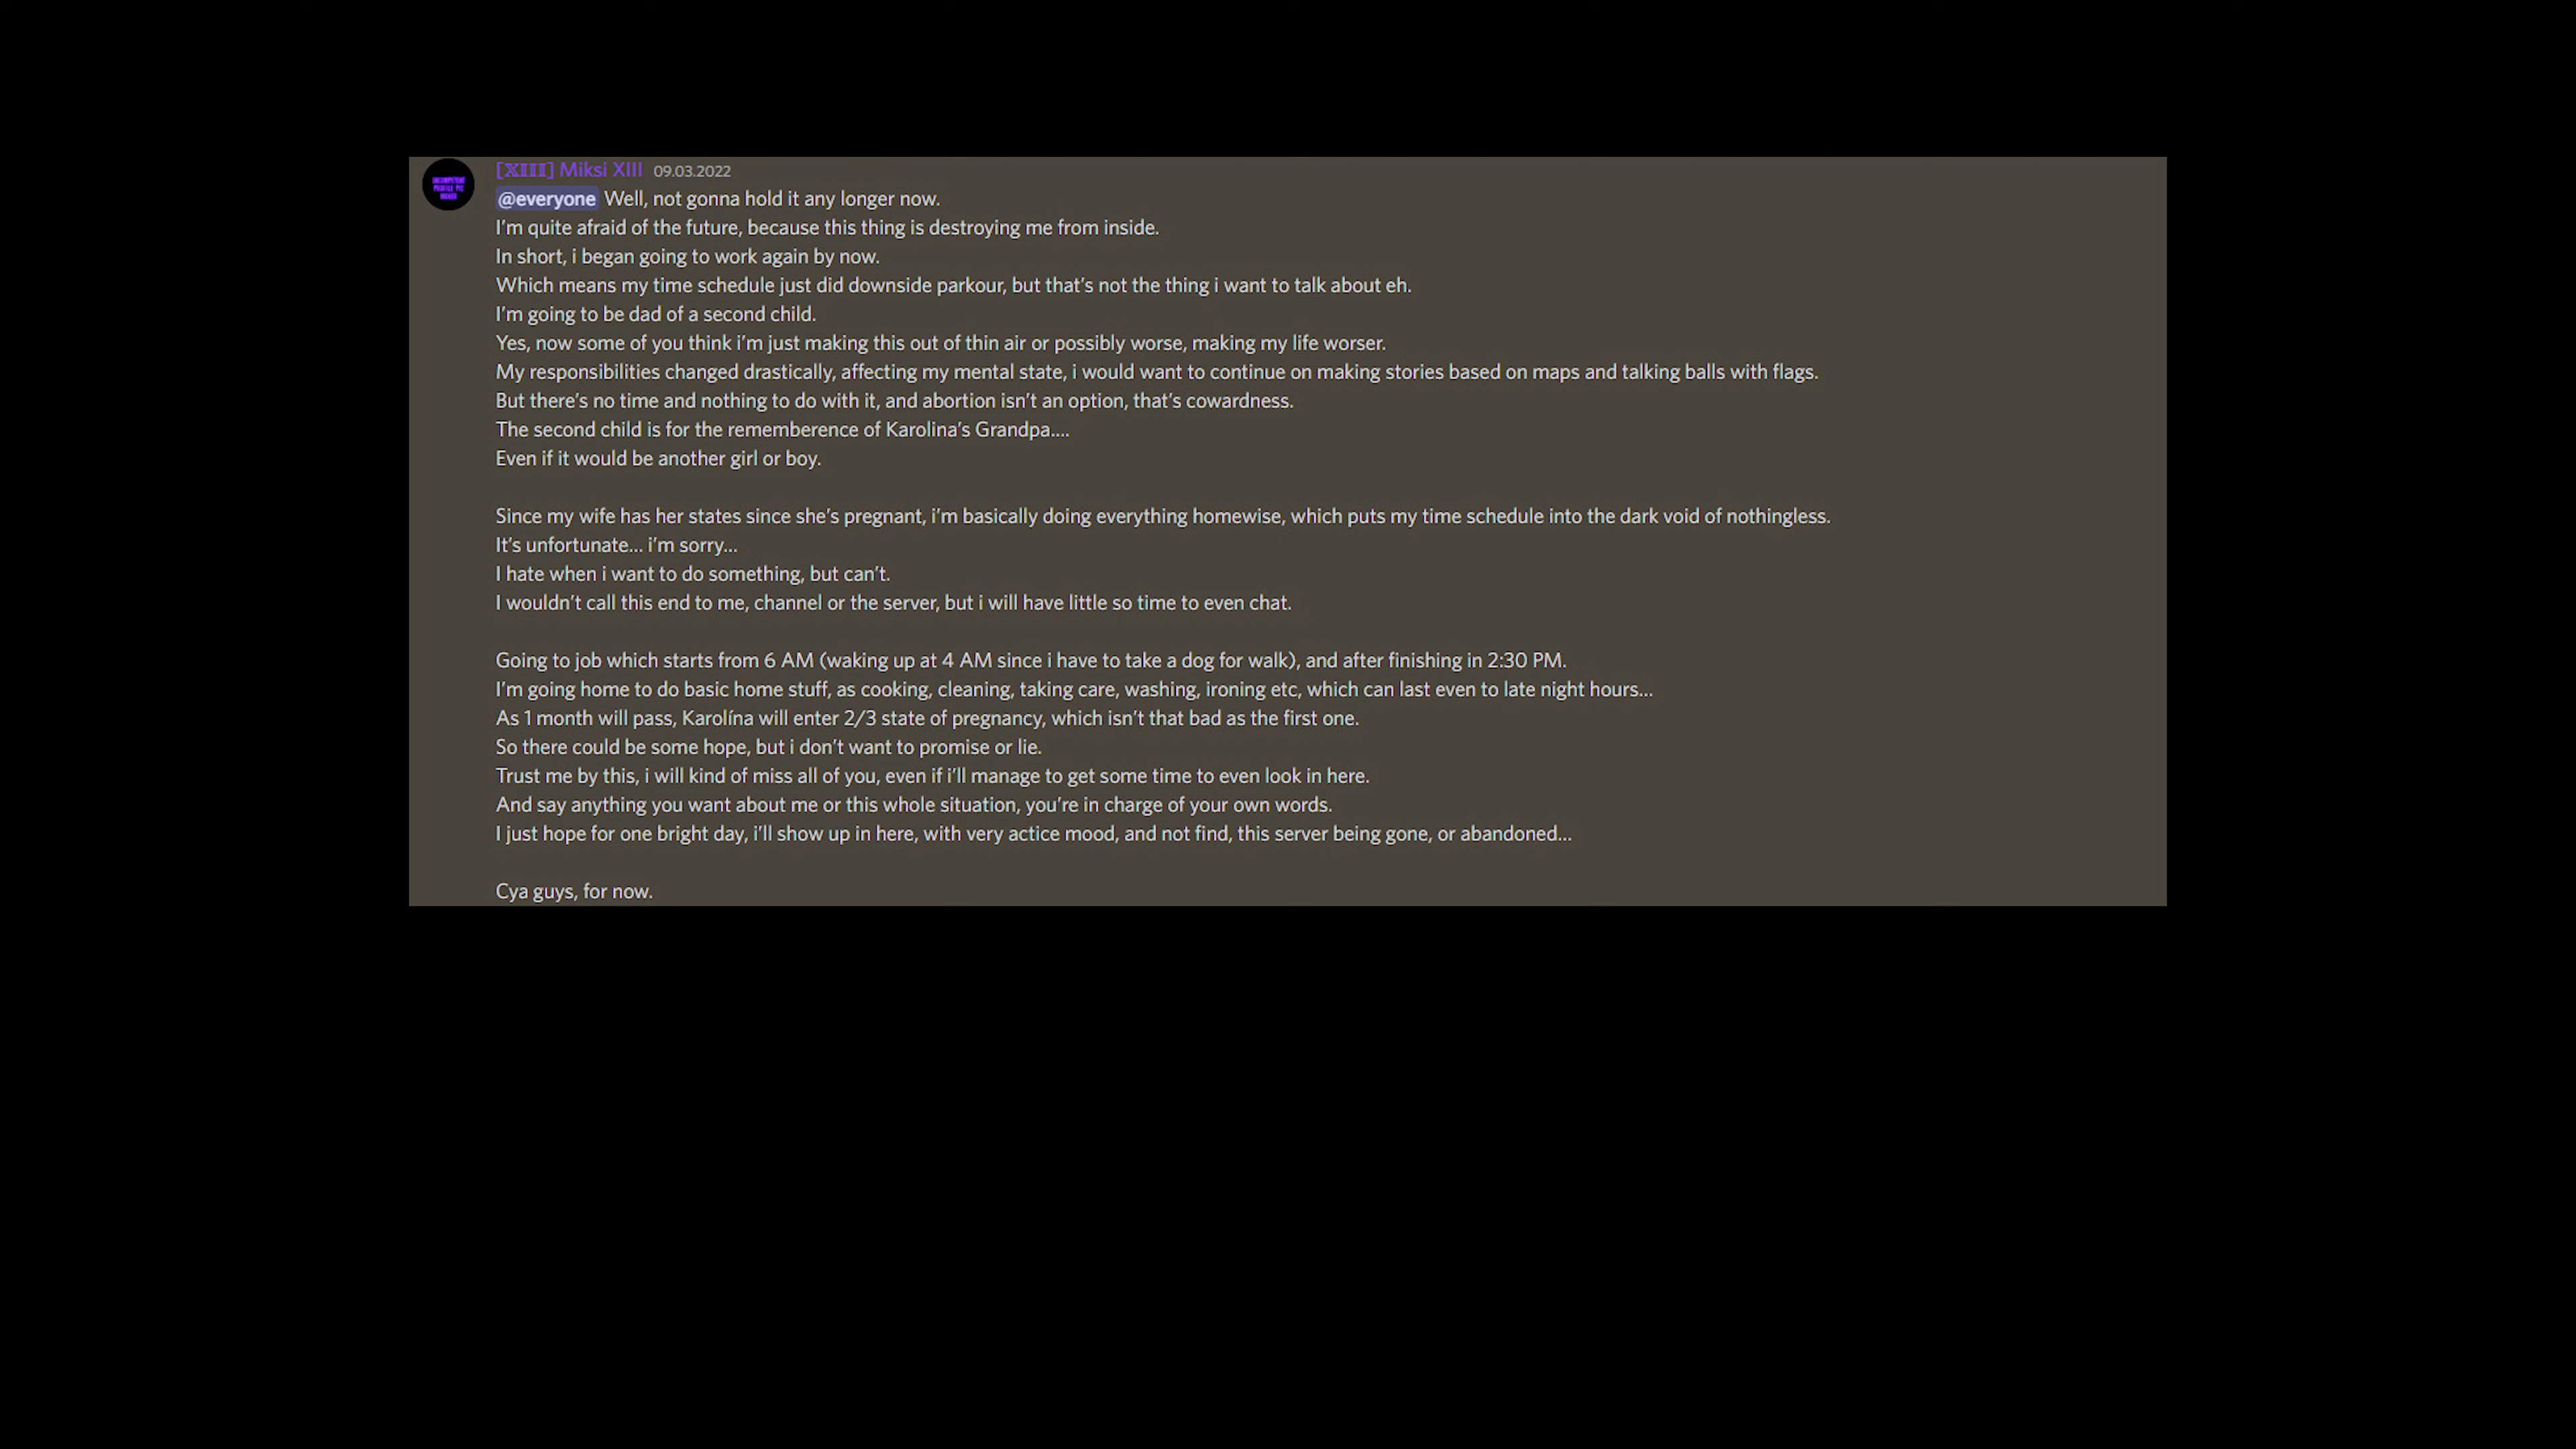 INCOMPETENT
PROFILE PIC
MAKER
[XIII] Miksi XIII 09.03.2022
@everyone Well, not gonna hold it any longer now.
I'm quite afraid of the future, because this thing is destroying me from inside.
In short, i began going to work again by now.
Which means my time schedule just did downside parkour, but that's not the thing i want to talk about eh.
I'm going to be dad of a second child.
Yes, now some of you think i'm just making this out of thin air or possibly worse, making my life worser.
My responsibilities changed drastically, affecting my mental state, i would want to continue on making stories based on maps and talking balls with flags.
But there's no time and nothing to do with it, and abortion isn't an option, that's cowardness.
The second child is for the rememberence of Karolina's Grandpa....
Even if it would be another girl or boy.
Since my wife has her states since she's pregnant, i'm basically doing everything homewise, which puts my time schedule into the dark void of nothingless.
It's unfortunate... i'm sorry...
I hate when i want to do something, but can't.
I wouldn't call this end to me, channel or the server, but i will have little so time to even chat.
Going to job which starts from 6 AM (waking up at 4 AM since i have to take a dog for walk), and after finishing in 2:30 PM.
I'm going home to do basic home stuff, as cooking, cleaning, taking care, washing, ironing etc, which can last even to late night hours...
As 1 month will pass, Karolína will enter 2/3 state of pregnancy, which isn't that bad as the first one.
So there could be some hope, but i don't want to promise or lie.
Trust me by this, i will kind of miss all of you, even if i'll manage to get some time to even look in here.
And say anything you want about me or this whole situation, you're in charge of your own words.
I just hope for one bright day, i'll show up in here, with very actice mood, and not find, this server being gone, or abandoned...
Cya guys, for now.